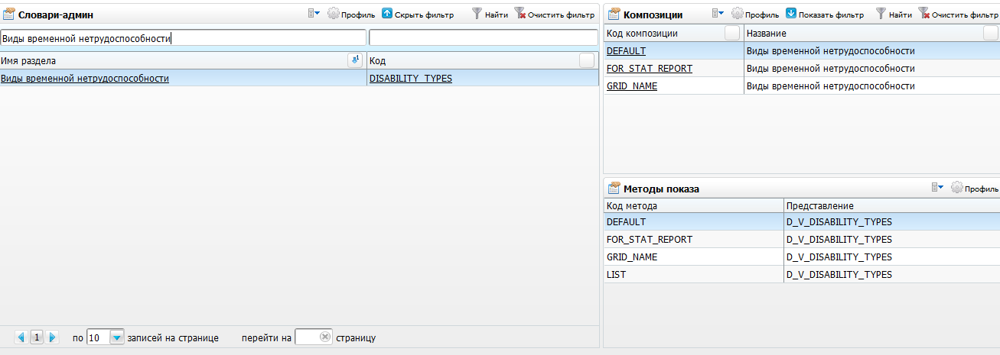 Словари-админ
Профиль
Скрыть фильтр
Найти
Очистить фильтр
Виды временной нетрудоспособности
Имя раздела
1
Код
Виды временной нетрудоспособности
DISABILITY_TYPES
1
по 10 записей на странице
перейти на страницу
Композиции
Профиль
Показать фильтр
Найти
Очистить фильтр
Код композиции
Название
DEFAULT
Виды временной нетрудоспособности
FOR_STAT_REPORT
Виды временной нетрудоспособности
GRID_NAME
Виды временной нетрудоспособности
Методы показа
Профиль
Код метода
Представление
DEFAULT
D_V_DISABILITY_TYPES
FOR_STAT_REPORT
D_V_DISABILITY_TYPES
GRID_NAME
D_V_DISABILITY_TYPES
LIST
D_V_DISABILITY_TYPES